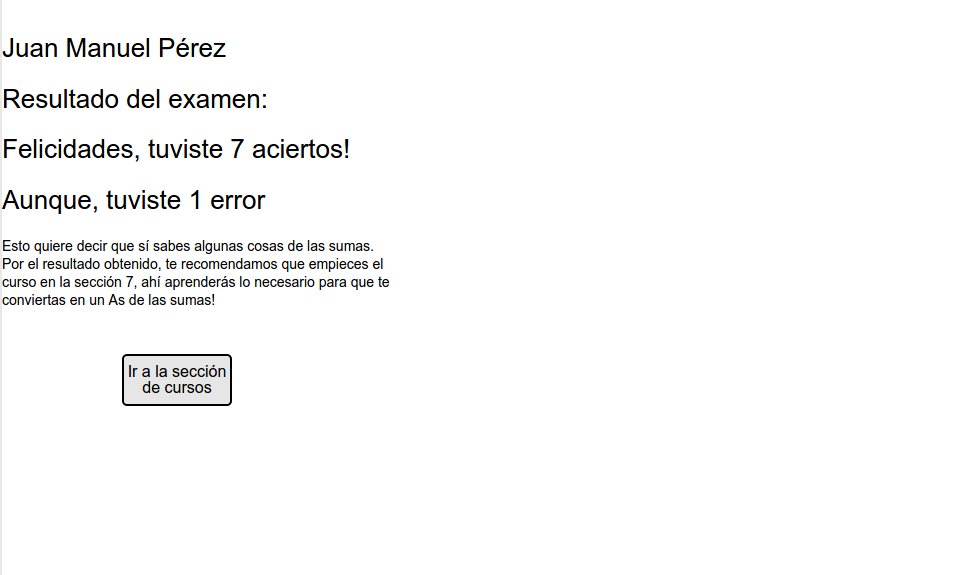 Juan Manuel Pérez
Resultado del examen:
Felicidades, tuviste 7 aciertos!
Aunque, tuviste 1 error
Esto quiere decir que sí sabes algunas cosas de las sumas.
Por el resultado obtenido, te recomendamos que empieces el
curso en la sección 7, ahí aprenderás lo necesario para que te
conviertas en un As de las sumas!
Ir a la sección
de cursos